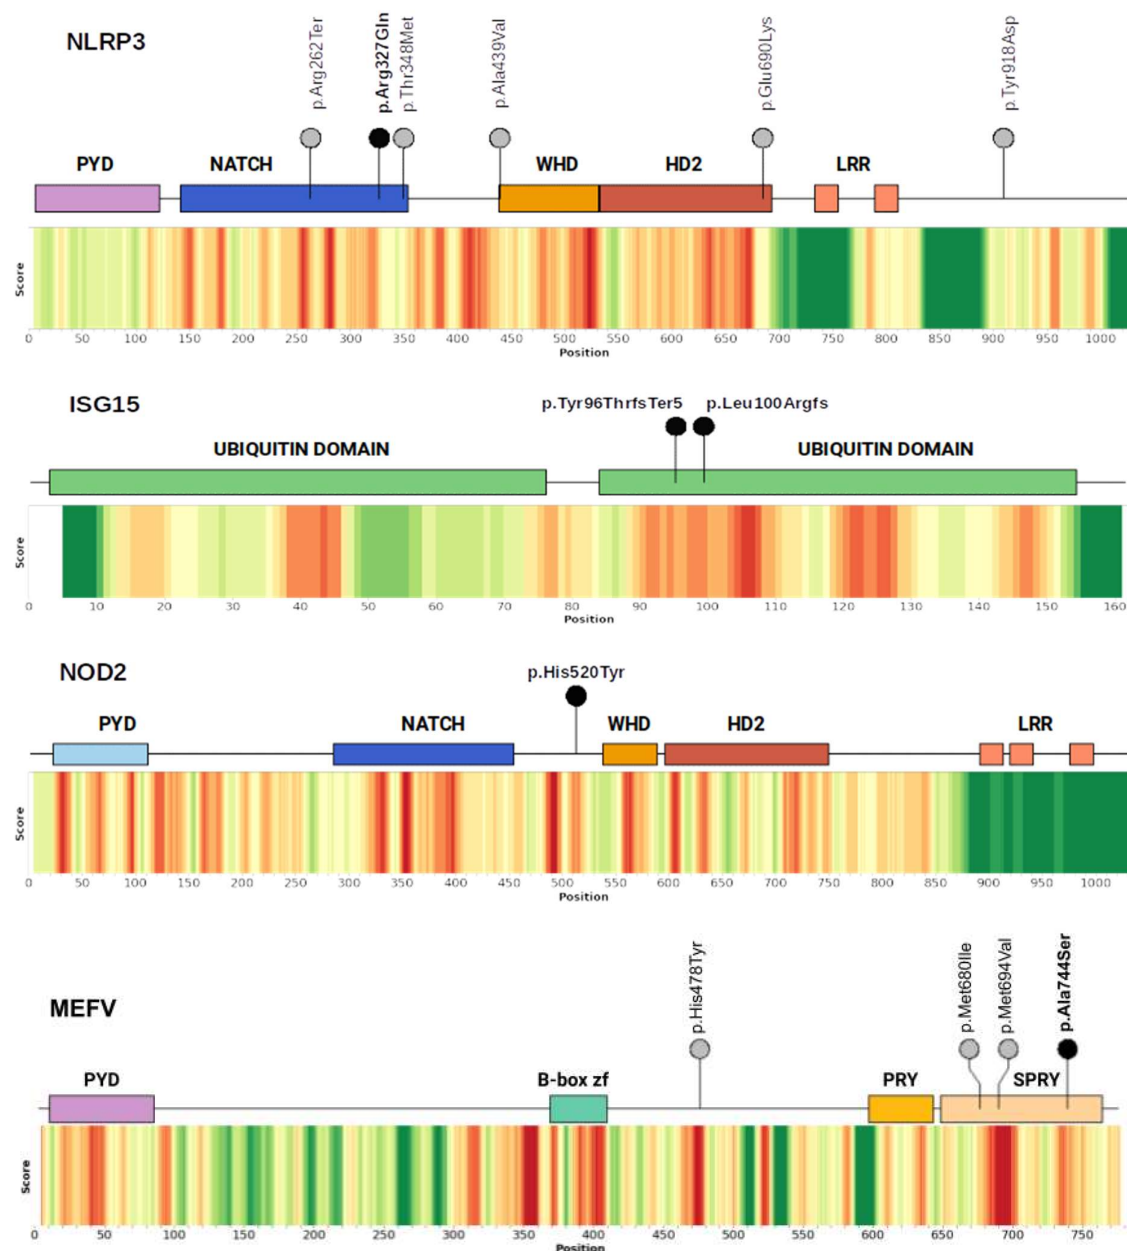 NLRP3
p.Arg262Ter
p.Arg327Gln
p.Thr348Met
p.Ala439Val
p.Glu690Lys
p.Tyr918Asp
PYD NATCH WHD HD2 LRR
Score
0 50 100 150 200 250 300 350 400 450 500 550 600 650 700 750 800 850 900 950 1000
Position
ISG15
p.Tyr96ThrfsTer5 p.Leu100Argfs
UBIQUITIN DOMAIN UBIQUITIN DOMAIN
Score
0 10 20 30 40 50 60 70 80 90 100 110 120 130 140 150 160
Position
NOD2
p.His520Tyr
PYD NATCH WHD HD2 LRR
Score
0 50 100 150 200 250 300 350 400 450 500 550 600 650 700 750 800 850 900 950 1000
Position
MEFV
p.His478Tyr
p.Met680Ile
p.Met694Val
p.Ala744Ser
PYD B-box zf PRY SPRY
Score
0 50 100 150 200 250 300 350 400 450 500 550 600 650 700 750
Position